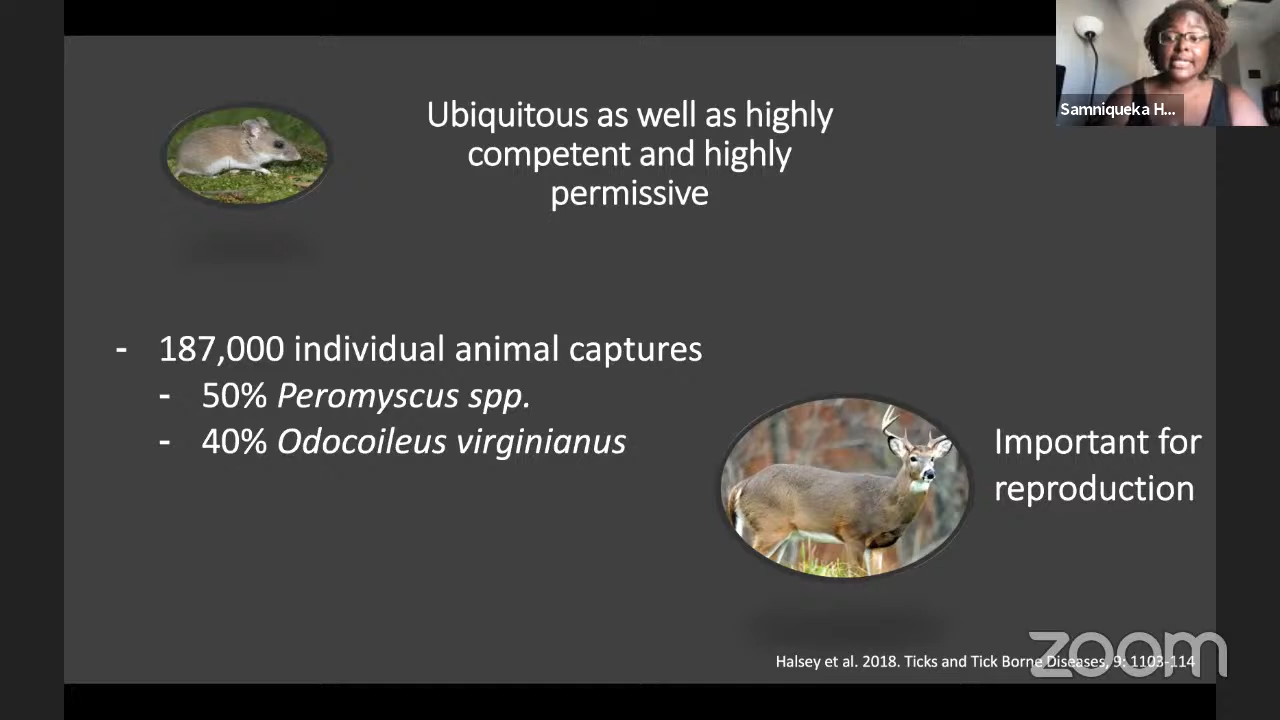 Samniqueka H...
Ubiquitous as well as highly
competent and highly
permissive
- 187,000 individual animal captures
- 50% Peromyscus spp.
- 40% Odocoileus virginianus
Important for
reproduction
Halsey et al. 2018. Ticks and Tick Borne Diseases, 9: 1103-114
zoom